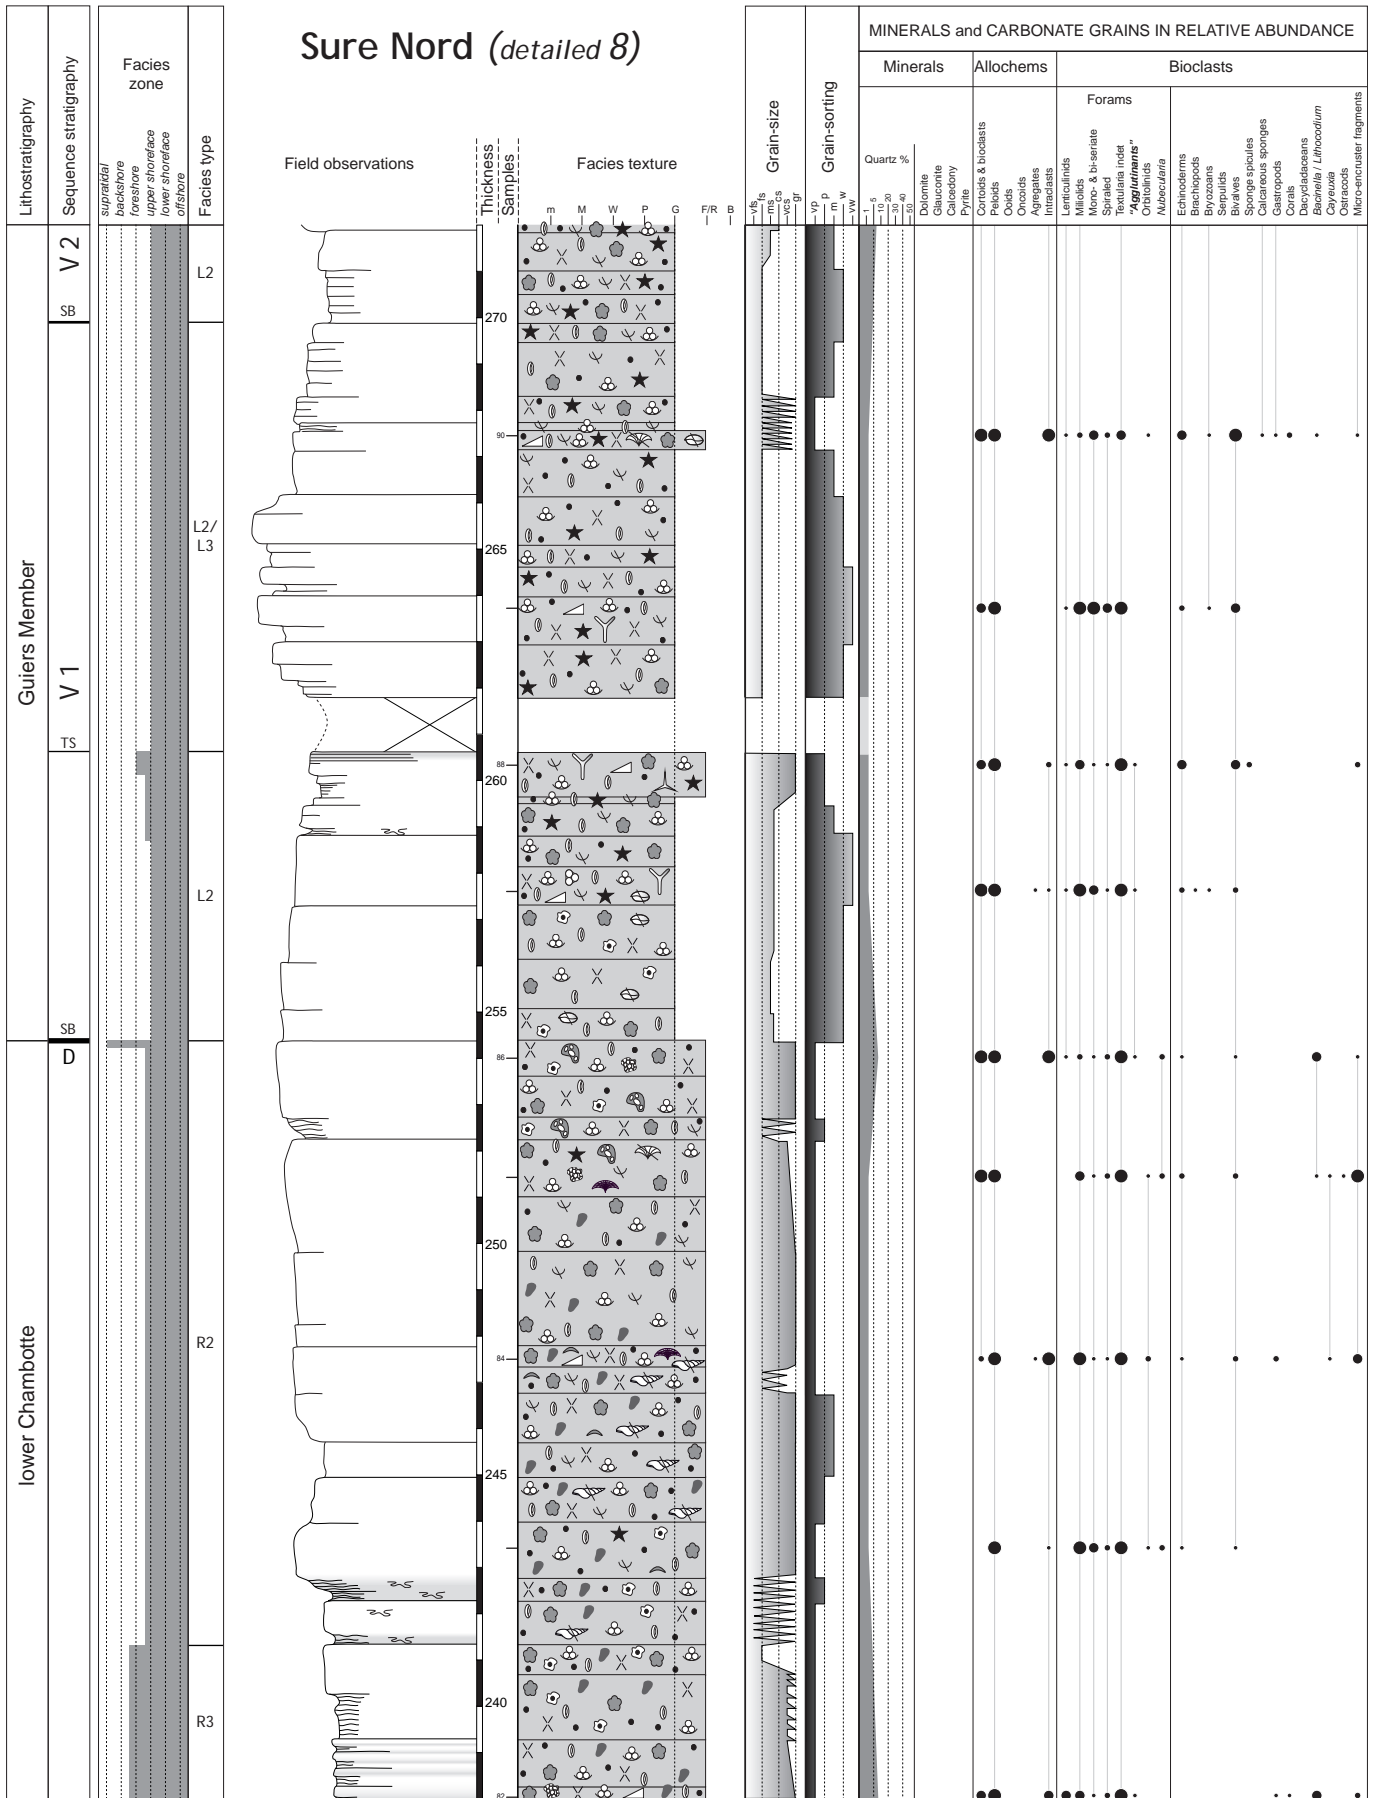 Sure Nord (detailed 8)
Lithostratigraphy
Sequence stratigraphy
Facies zone
supratidal
backshore
foreshore
upper shoreface
lower shoreface
offshore
Facies type
Field observations
Thickness
Samples
Facies texture
m M W P G F/R B
Grain-size
vfs
fs
ms
cs
vcs
gr
Grain-sorting
vp
p
m
w
vw
MINERALS and CARBONATE GRAINS IN RELATIVE ABUNDANCE
Minerals
Allochems
Bioclasts
Forams
Quartz %
1
5
10
20
30
40
50
Dolomite
Glauconite
Calcedony
Pyrite
Cortoids & bioclasts
Peloids
Ooids
Oncoids
Agregates
Intraclasts
Lenticulinids
Miliolids
Mono- & bi-seriate
Spiraled
Textularia indet
"Agglutinants"
Orbitolinids
Nubecularia
Echinoderms
Brachiopods
Bryozoans
Serpulids
Bivalves
Sponge spicules
Calcareous sponges
Gastropods
Corals
Dacycladaceans
Bacinella / Lithocodium
Cayeuxia
Ostracods
Micro-encruster fragments
V 2
L2
SB
270
90
L2/
L3
265
Guiers Member
V 1
TS
88
260
L2
255
SB
D
86
250
R2
84
lower Chambotte
245
240
R3
82